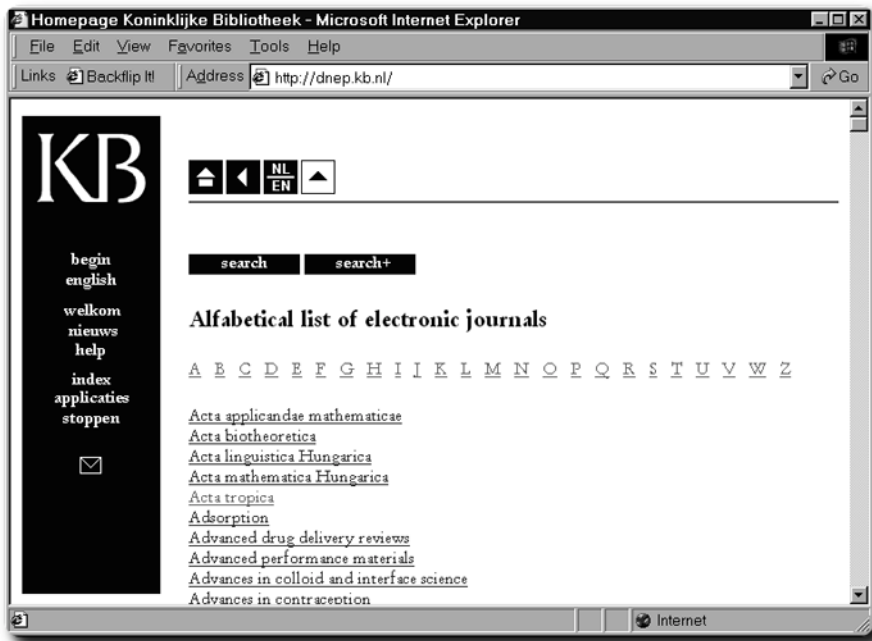 Homepage Koninklijke Bibliotheek - Microsoft Internet Explorer
File Edit View Favorites Tools Help
Links Backflip It! Address http://dnep.kb.nl/ Go
KB
NL
EN
begin
english
welkom
nieuws
help
index
applicaties
stoppen
search search+
Alfabetical list of electronic journals
A B C D E F G H I J K L M N O P Q R S T U V W Z
Acta applicandae mathematicae
Acta biotheoretica
Acta linguistica Hungarica
Acta mathematica Hungarica
Acta tropica
Adsorption
Advanced drug delivery reviews
Advanced performance materials
Advances in colloid and interface science
Advances in contraception
Internet